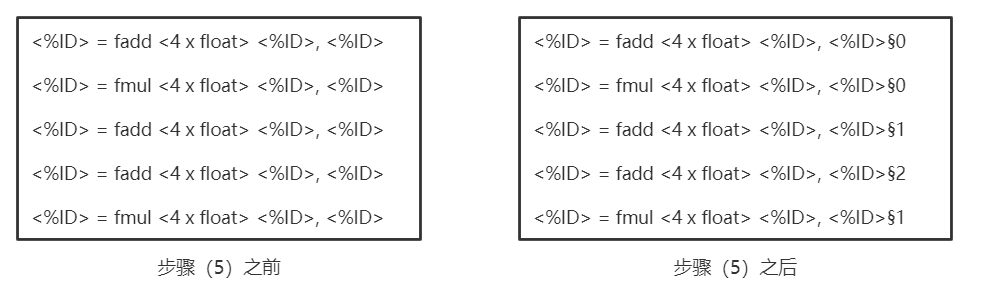 <%ID> = fadd <4 x float> <%ID>, <%ID>
<%ID> = fmul <4 x float> <%ID>, <%ID>
<%ID> = fadd <4 x float> <%ID>, <%ID>
<%ID> = fadd <4 x float> <%ID>, <%ID>
<%ID> = fmul <4 x float> <%ID>, <%ID>
步骤（5）之前
<%ID> = fadd <4 x float> <%ID>, <%ID>§0
<%ID> = fmul <4 x float> <%ID>, <%ID>§0
<%ID> = fadd <4 x float> <%ID>, <%ID>§1
<%ID> = fadd <4 x float> <%ID>, <%ID>§2
<%ID> = fmul <4 x float> <%ID>, <%ID>§1
步骤（5）之后